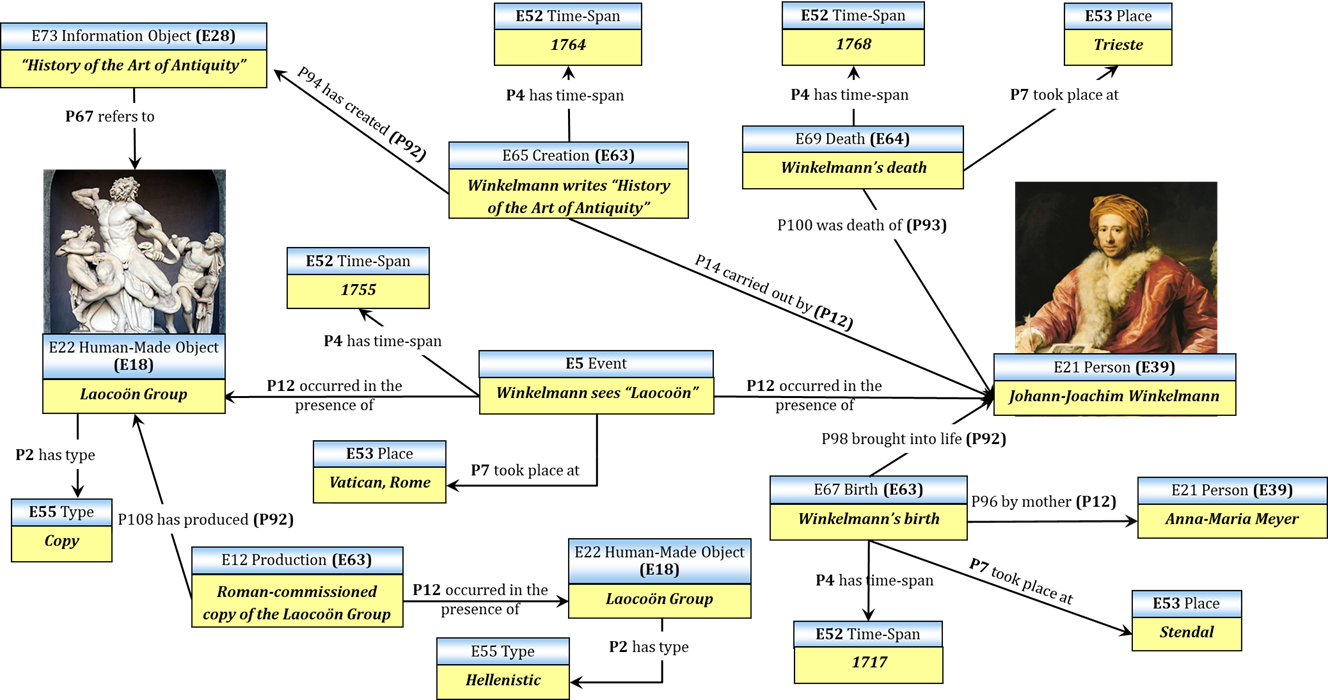 E73 Information Object (E28)
“History of the Art of Antiquity”
E52 Time-Span
1764
E52 Time-Span
1768
E53 Place
Trieste
P67 refers to
P94 has created (P92)
P4 has time-span
P4 has time-span
P7 took place at
E65 Creation (E63)
Winkelmann writes “History
of the Art of Antiquity”
E69 Death (E64)
Winkelmann’s death
P100 was death of (P93)
E52 Time-Span
1755
P14 carried out by (P12)
P4 has time-span
E22 Human-Made Object
(E18)
Laocoön Group
P12 occurred in the
presence of
E5 Event
Winkelmann sees “Laocoön”
P12 occurred in the
presence of
E21 Person (E39)
Johann-Joachim Winkelmann
P98 brought into life (P92)
P2 has type
E53 Place
Vatican, Rome
P7 took place at
E67 Birth (E63)
Winkelmann’s birth
P96 by mother (P12)
E21 Person (E39)
Anna-Maria Meyer
E55 Type
Copy
P108 has produced (P92)
E12 Production (E63)
Roman-commissioned
copy of the Laocoön Group
P12 occurred in the
presence of
E22 Human-Made Object
(E18)
Laocoön Group
P4 has time-span
P7 took place at
E53 Place
Stendal
E52 Time-Span
1717
P2 has type
E55 Type
Hellenistic